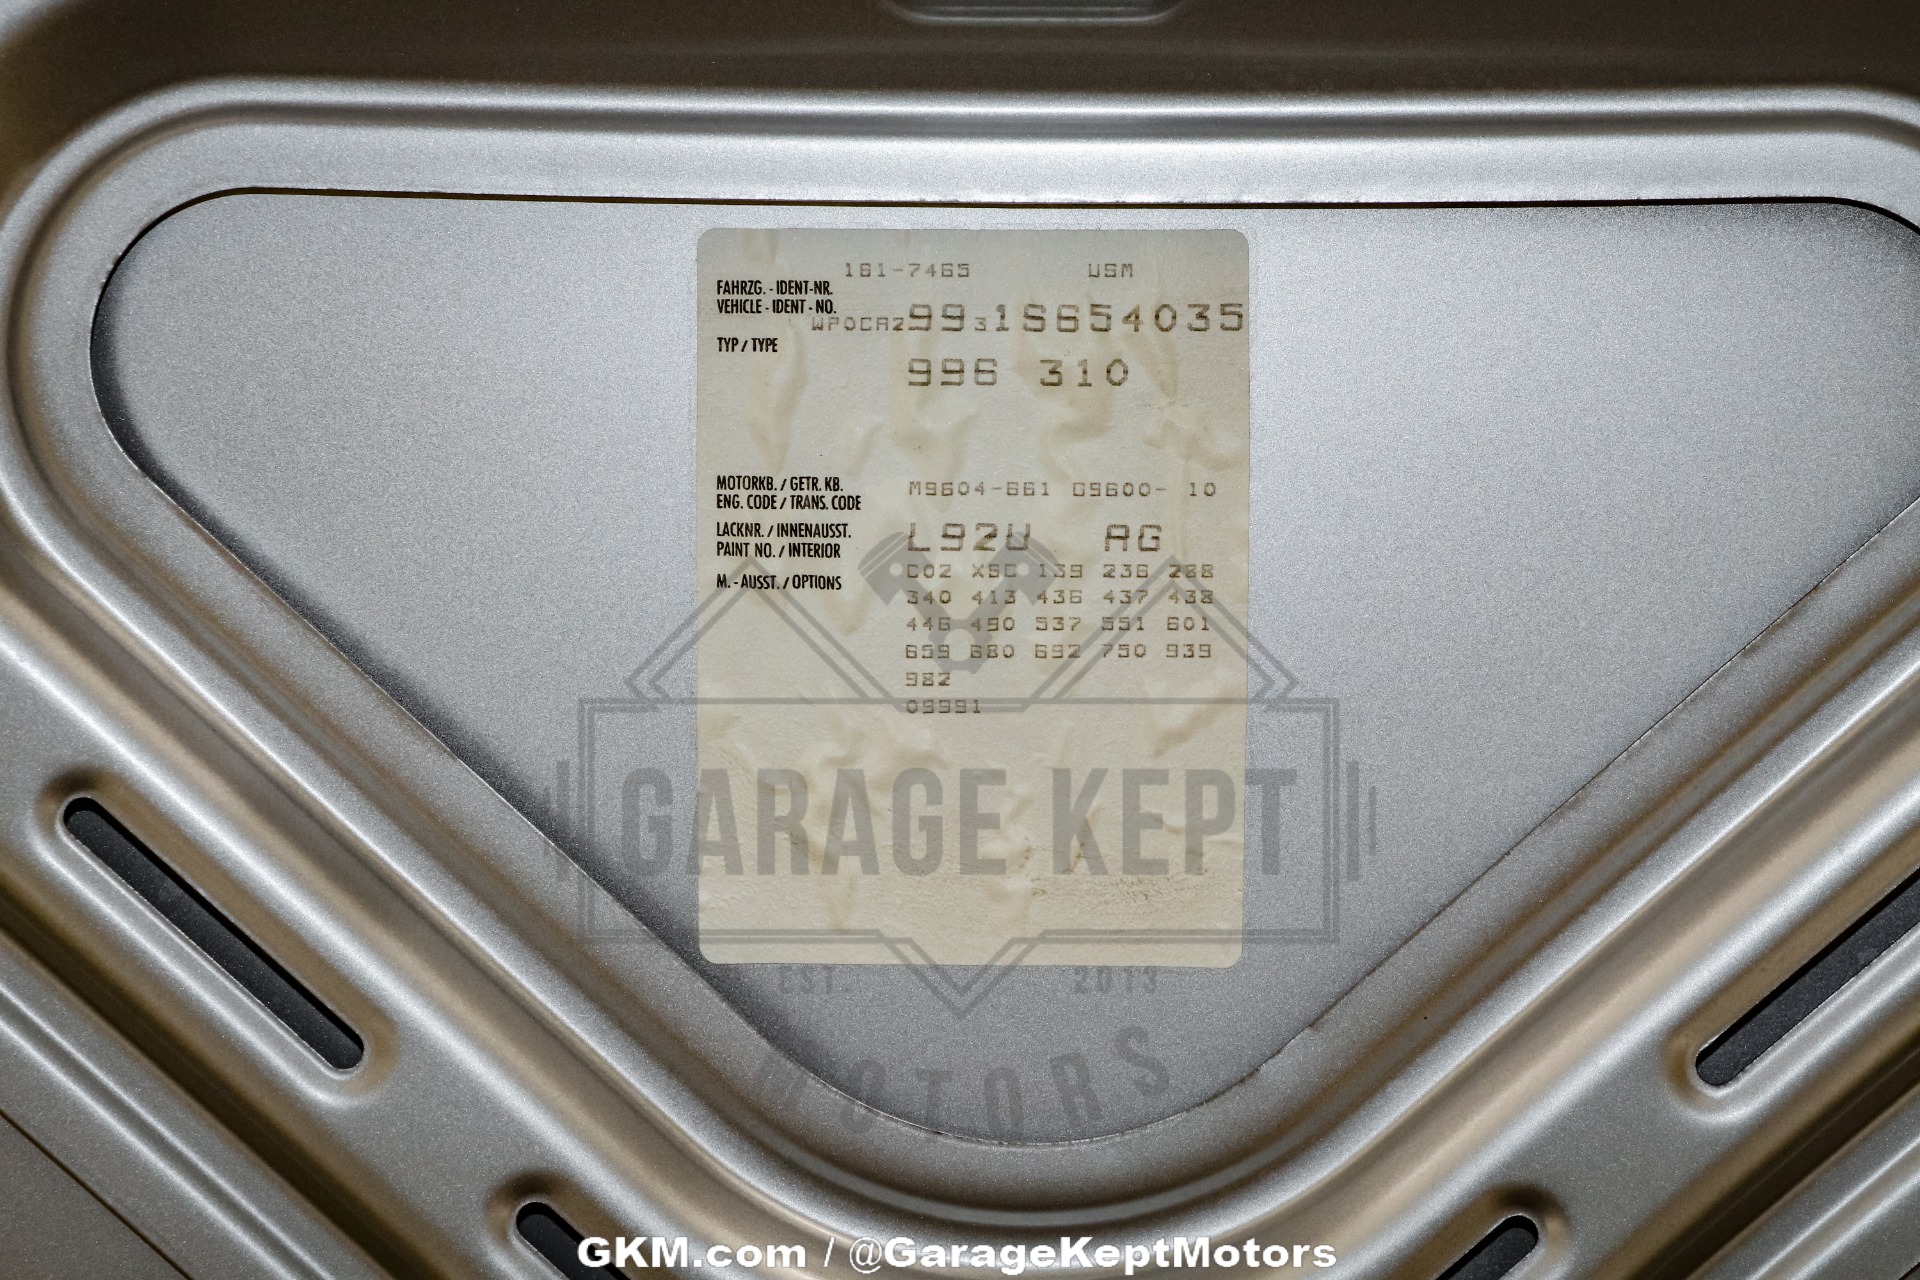 161-7465 USM
FAHRZG. - IDENT-NR.
VEHICLE - IDENT - NO. WP0CA29931S654035
TYP / TYPE
996 310
MOTORKB. / GETR. KB.
ENG. CODE / TRANS. CODE
M9604-661 G9600- 10
LACKNR. / INNENAUSST.
PAINT NO. / INTERIOR
L92U AG
M. - AUSST. / OPTIONS
C02 XSC 139 236 288
340 413 436 437 438
446 490 537 551 601
659 680 692 750 939
982
09991
GARAGE KEPT
EST. 2013
MOTORS
GKM.com / @GarageKeptMotors